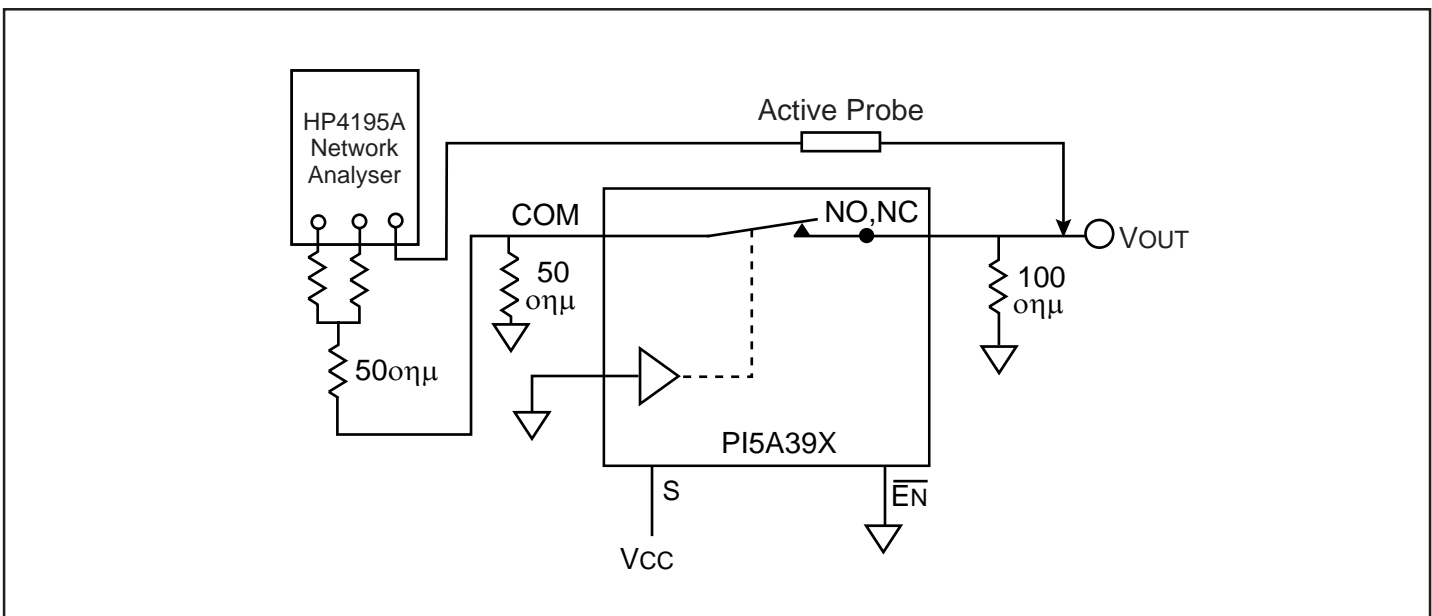 HP4195A
Network
Analyser
Active Probe
COM
NO,NC
VOUT
50
οημ
100
οημ
50οημ
PI5A39X
S
EN
VCC